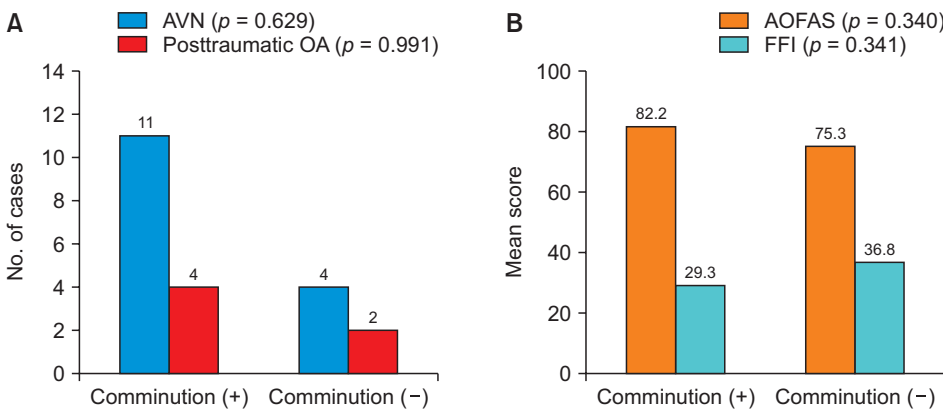 A
AVN (p = 0.629)
Posttraumatic OA (p = 0.991)
No. of cases
14
12
10
8
6
4
2
0
11
4
4
2
Comminution (+)
Comminution (−)
B
AOFAS (p = 0.340)
FFI (p = 0.341)
Mean score
100
80
60
40
20
0
82.2
29.3
75.3
36.8
Comminution (+)
Comminution (−)